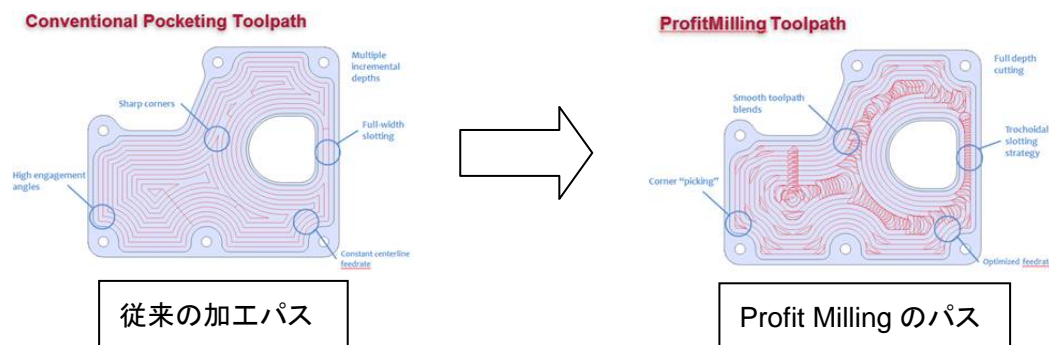 Conventional Pocketing Toolpath
Multiple
incremental
depths
Sharp corners
Full-width
slotting
High engagement
angles
Constant centerline
feedrate
従来の加工パス
ProfitMilling Toolpath
Full depth
cutting
Smooth toolpath
blends
Trochoidal
slotting
strategy
Corner "picking"
Optimized feedrate
Profit Milling のパス